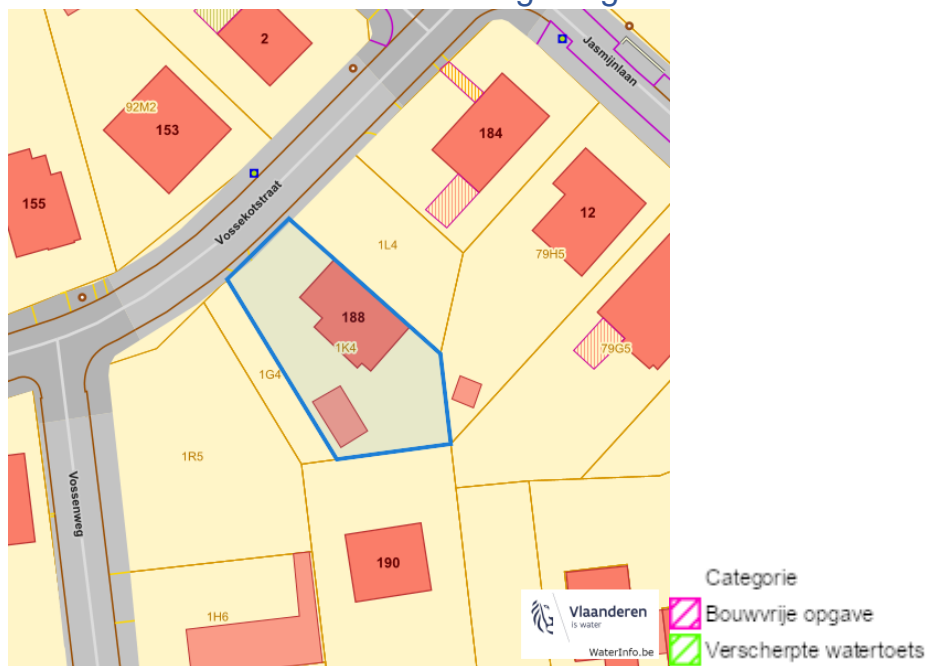 2
Jasmijnlaan
92M2
153
184
155
12
Vossekotstraat
1L4
79H5
188
1K4
79G5
1G4
1R5
Vossenweg
190
1H6
Vlaanderen
is water
WaterInfo.be
Categorie
Bouwvrije opgave
Verscherpte watertoets